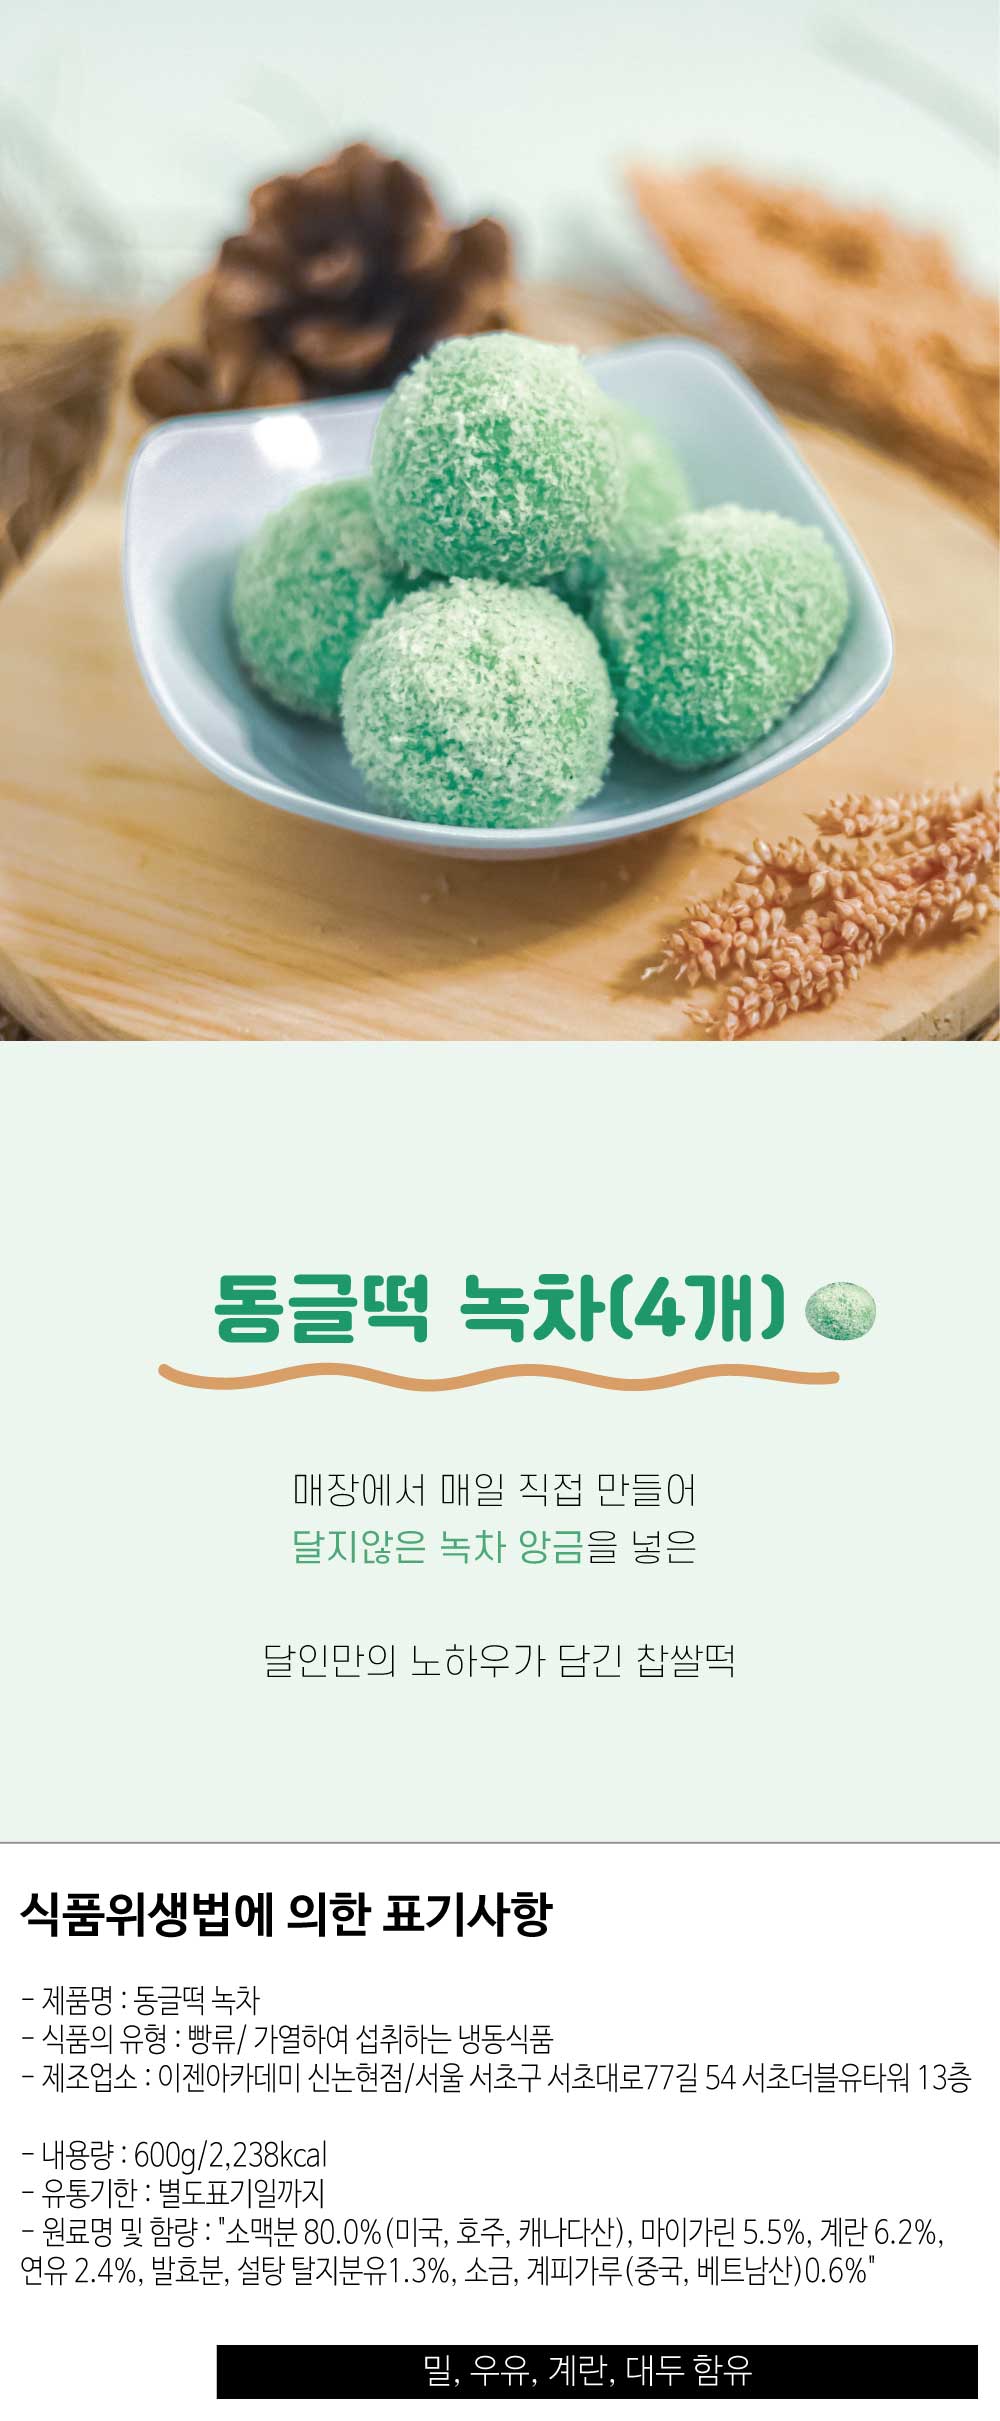 동글떡 녹차(4개)
매장에서 매일 직접 만들어
달지않은 녹차 앙금을 넣은
달인만의 노하우가 담긴 찹쌀떡
식품위생법에 의한 표기사항
- 제품명 : 동글떡 녹차
- 식품의 유형 : 빵류/ 가열하여 섭취하는 냉동식품
- 제조업소 : 이젠아카데미 신논현점/서울 서초구 서초대로77길 54 서초더블유타워 13층
- 내용량 : 600g/2,238kcal
- 유통기한 : 별도표기일까지
- 원료명 및 함량 : "소맥분 80.0%(미국, 호주, 캐나다산), 마이가린 5.5%, 계란 6.2%,
연유 2.4%, 발효분, 설탕 탈지분유1.3%, 소금, 계피가루(중국, 베트남산)0.6%"
밀, 우유, 계란, 대두 함유